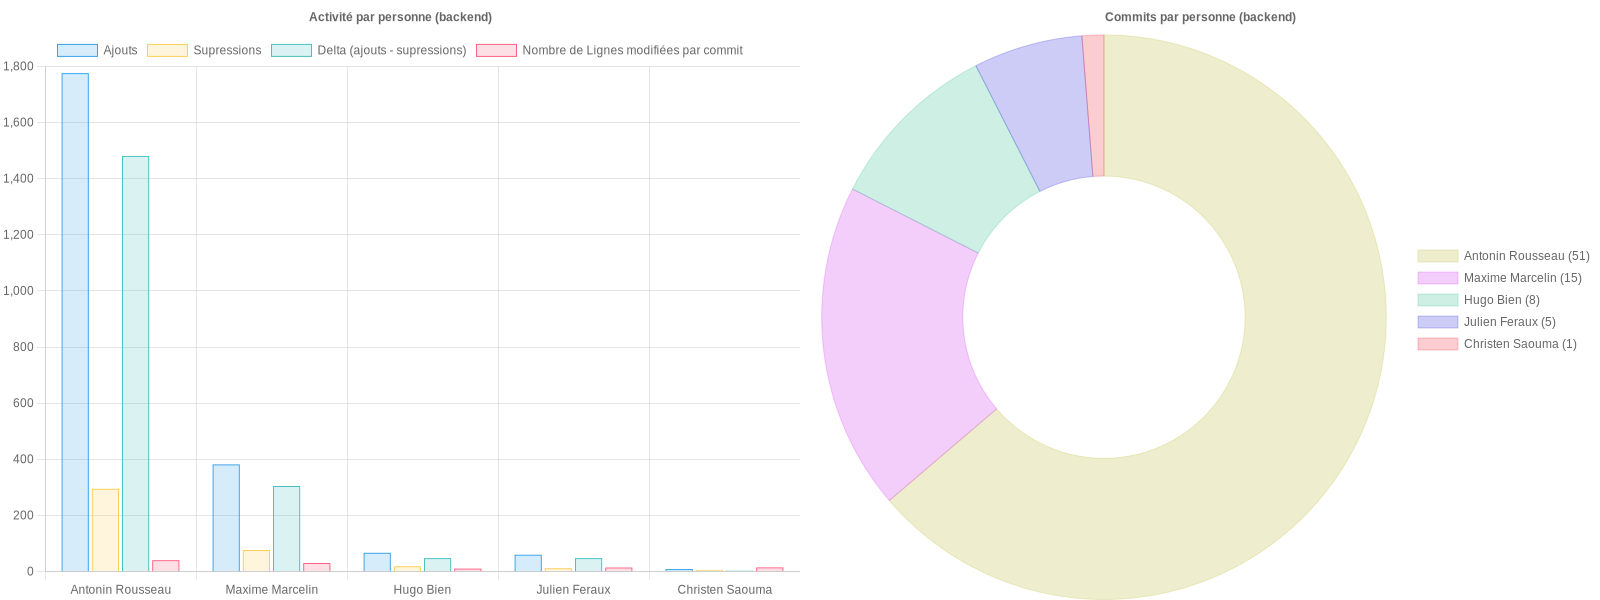 Activité par personne (backend)
Ajouts Supressions Delta (ajouts - supressions) Nombre de Lignes modifiées par commit
1,800
1,600
1,400
1,200
1,000
800
600
400
200
0
Antonin Rousseau Maxime Marcelin Hugo Bien Julien Feraux Christen Saouma
Commits par personne (backend)
Antonin Rousseau (51)
Maxime Marcelin (15)
Hugo Bien (8)
Julien Feraux (5)
Christen Saouma (1)